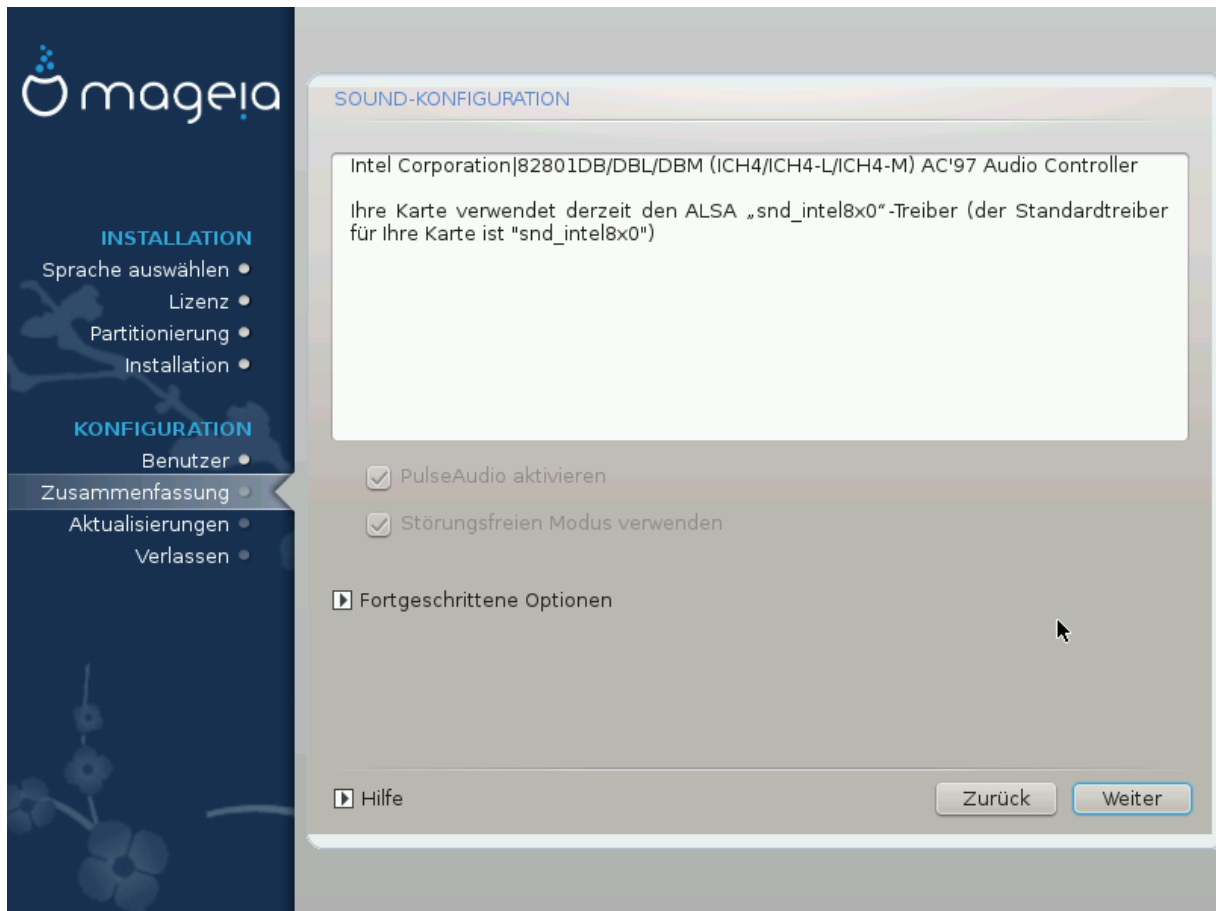 mageia
INSTALLATION
Sprache auswählen
Lizenz
Partitionierung
Installation
KONFIGURATION
Benutzer
Zusammenfassung
Aktualisierungen
Verlassen
SOUND-KONFIGURATION
Intel Corporation|82801DB/DBL/DBM (ICH4/ICH4-L/ICH4-M) AC'97 Audio Controller
Ihre Karte verwendet derzeit den ALSA „snd_intel8x0“-Treiber (der Standardtreiber
für Ihre Karte ist "snd_intel8x0")
PulseAudio aktivieren
Störungsfreien Modus verwenden
Fortgeschrittene Optionen
Hilfe
Zurück
Weiter